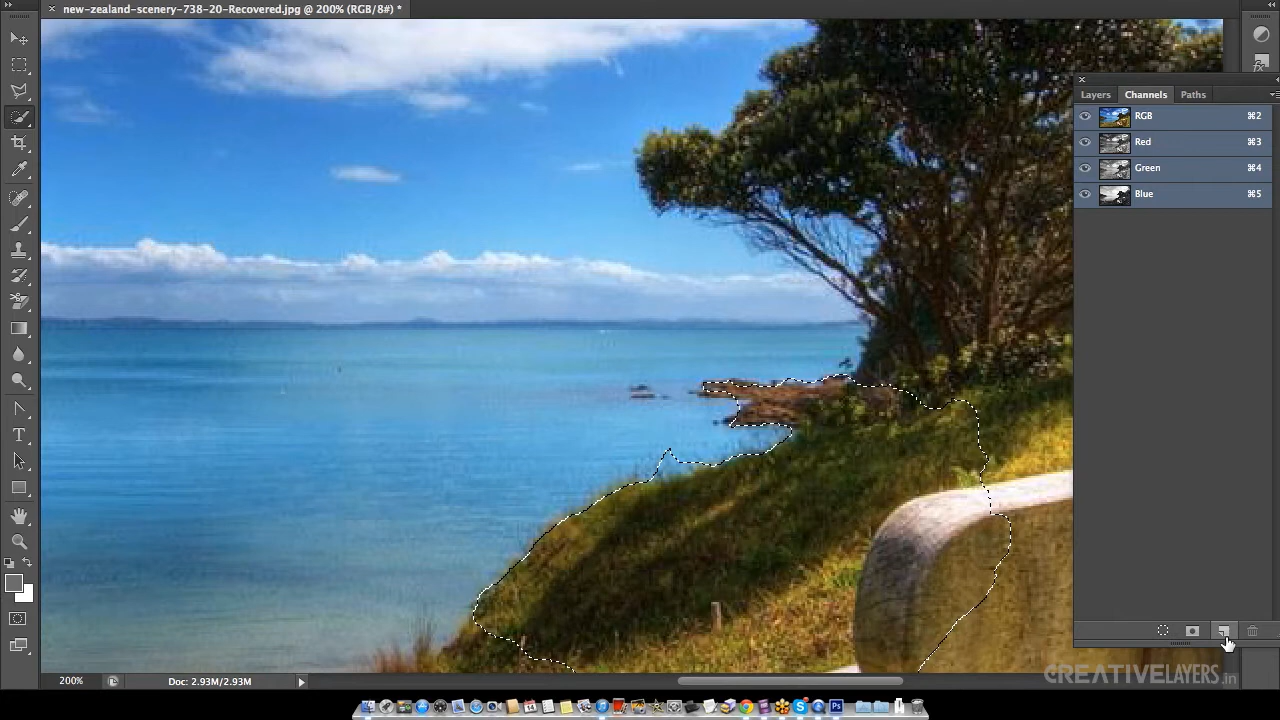 new-zealand-scenery-738-20-Recovered.jpg @ 200% (RGB/8#) *
Layers Channels Paths
RGB ⌘2
Red ⌘3
Green ⌘4
Blue ⌘5
CREATIVELAYERS.in
200% Doc: 2.93M/2.93M